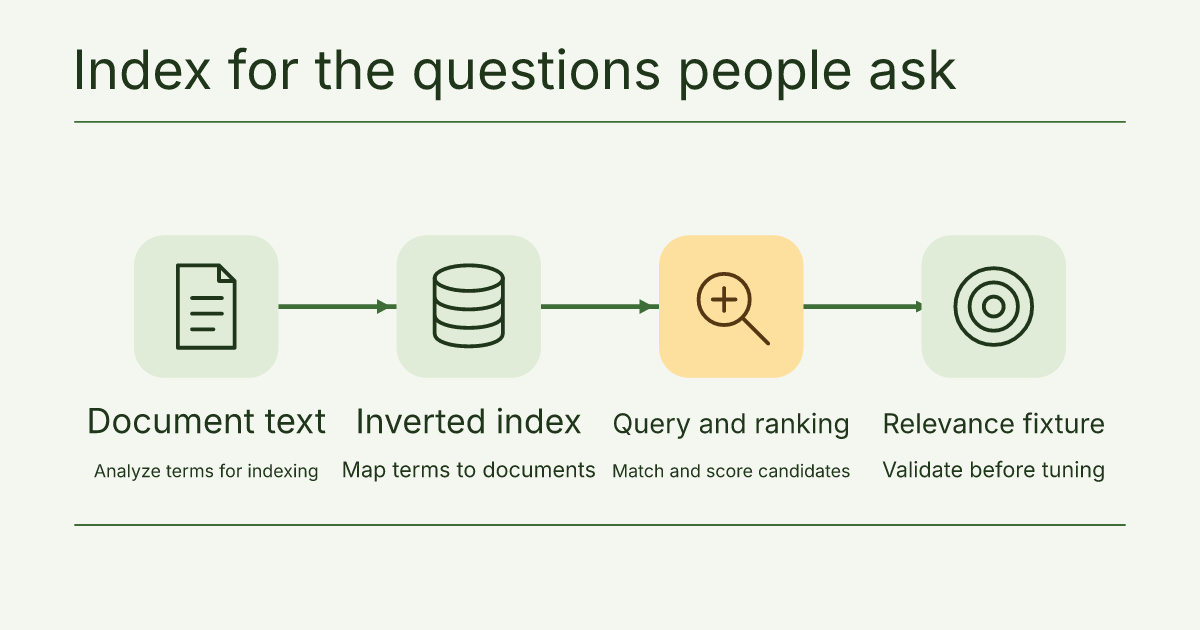 Index for the questions people ask
Document text
Analyze terms for indexing
Inverted index
Map terms to documents
Query and ranking
Match and score candidates
Relevance fixture
Validate before tuning